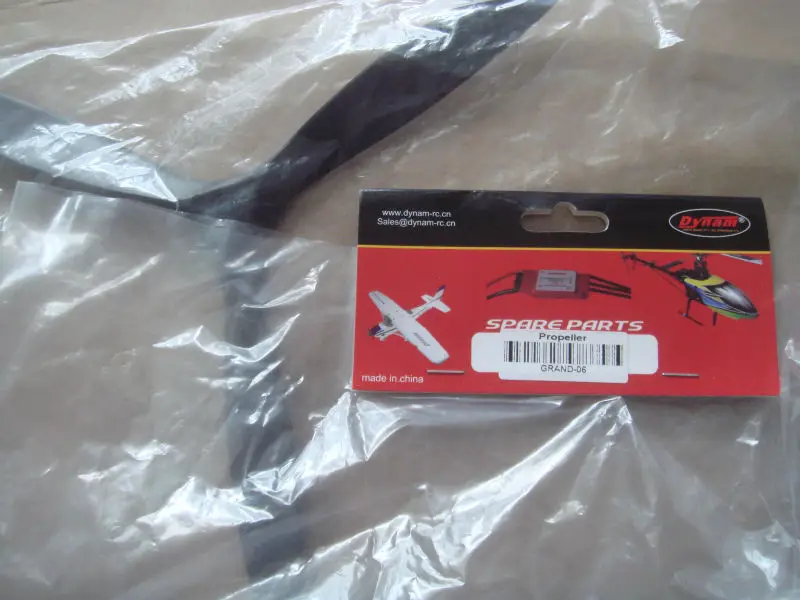 www.dynam-rc.cn
Sales@dynam-rc.cn
Dynam®
SPARE PARTS
Propeller
GRAND-06
made in china